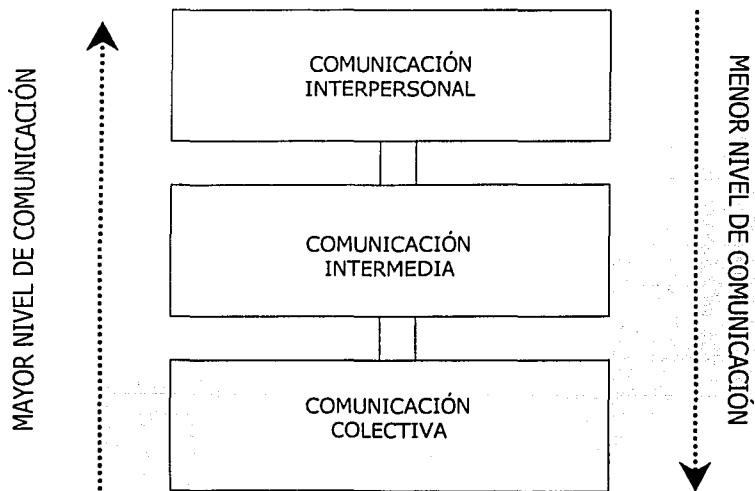 MAYOR NIVEL DE COMUNICACIÓN
COMUNICACIÓN
INTERPERSONAL
COMUNICACIÓN
INTERMEDIA
COMUNICACIÓN
COLECTIVA
MENOR NIVEL DE COMUNICACIÓN